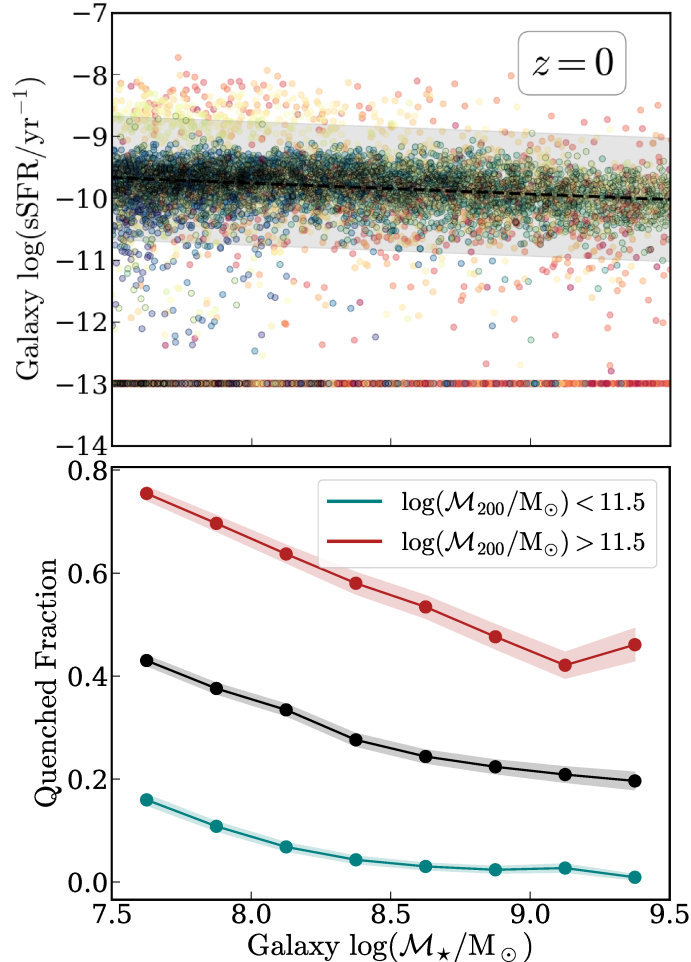 −7
−8
−9
−10
−11
−12
−13
−14
Galaxy log(sSFR/yr⁻¹)
z = 0
0.8
0.6
0.4
0.2
0.0
Quenched Fraction
log(ℳ₂₀₀/M⊙) < 11.5
log(ℳ₂₀₀/M⊙) > 11.5
7.5 8.0 8.5 9.0 9.5
Galaxy log(ℳ⋆/M⊙)